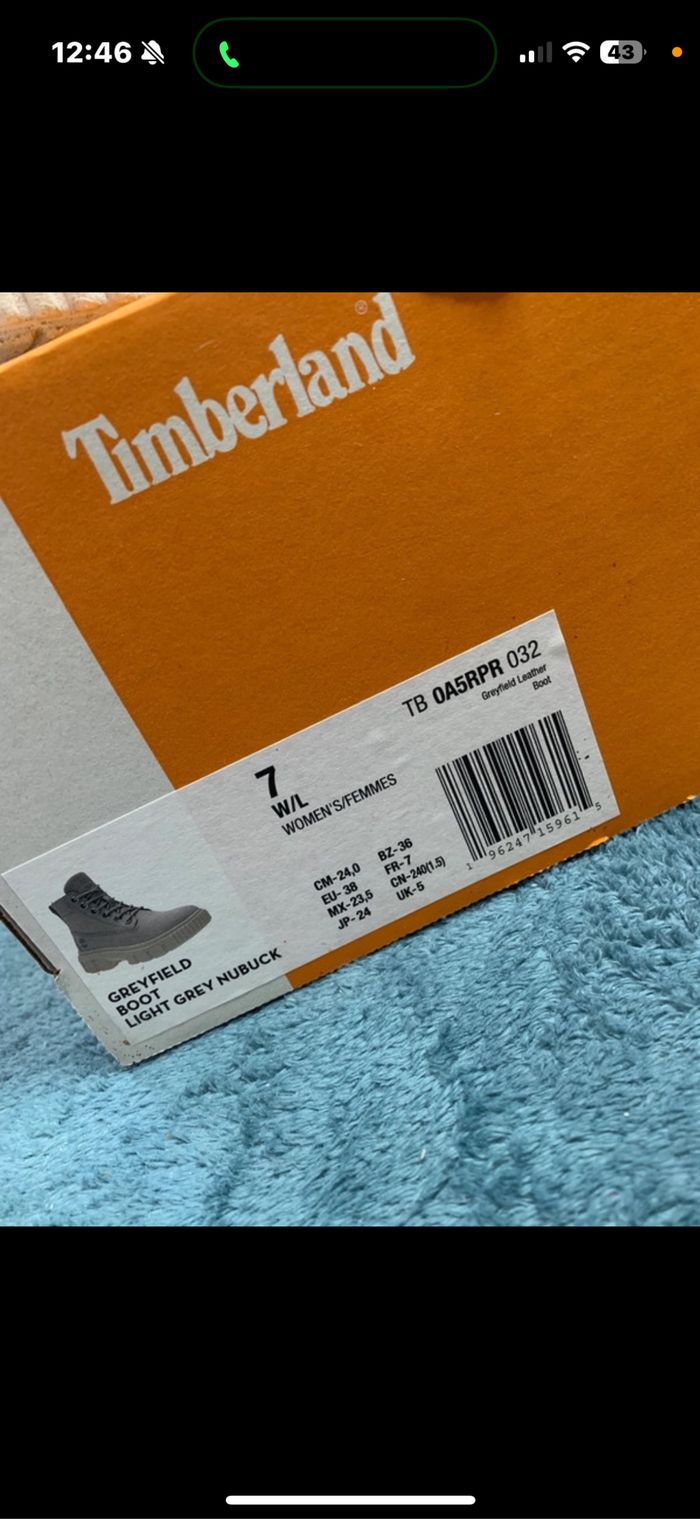 12:46
43
Timberland®
TB 0A5RPR 032
Greyfield Leather
Boot
7
W/L
WOMEN'S/FEMMES
CM-24,0 BZ-36
EU-38 FR-7
MX-23,5 CN-240(1.5)
JP-24 UK-5
1 96247 15961 5
GREYFIELD
BOOT
LIGHT GREY NUBUCK